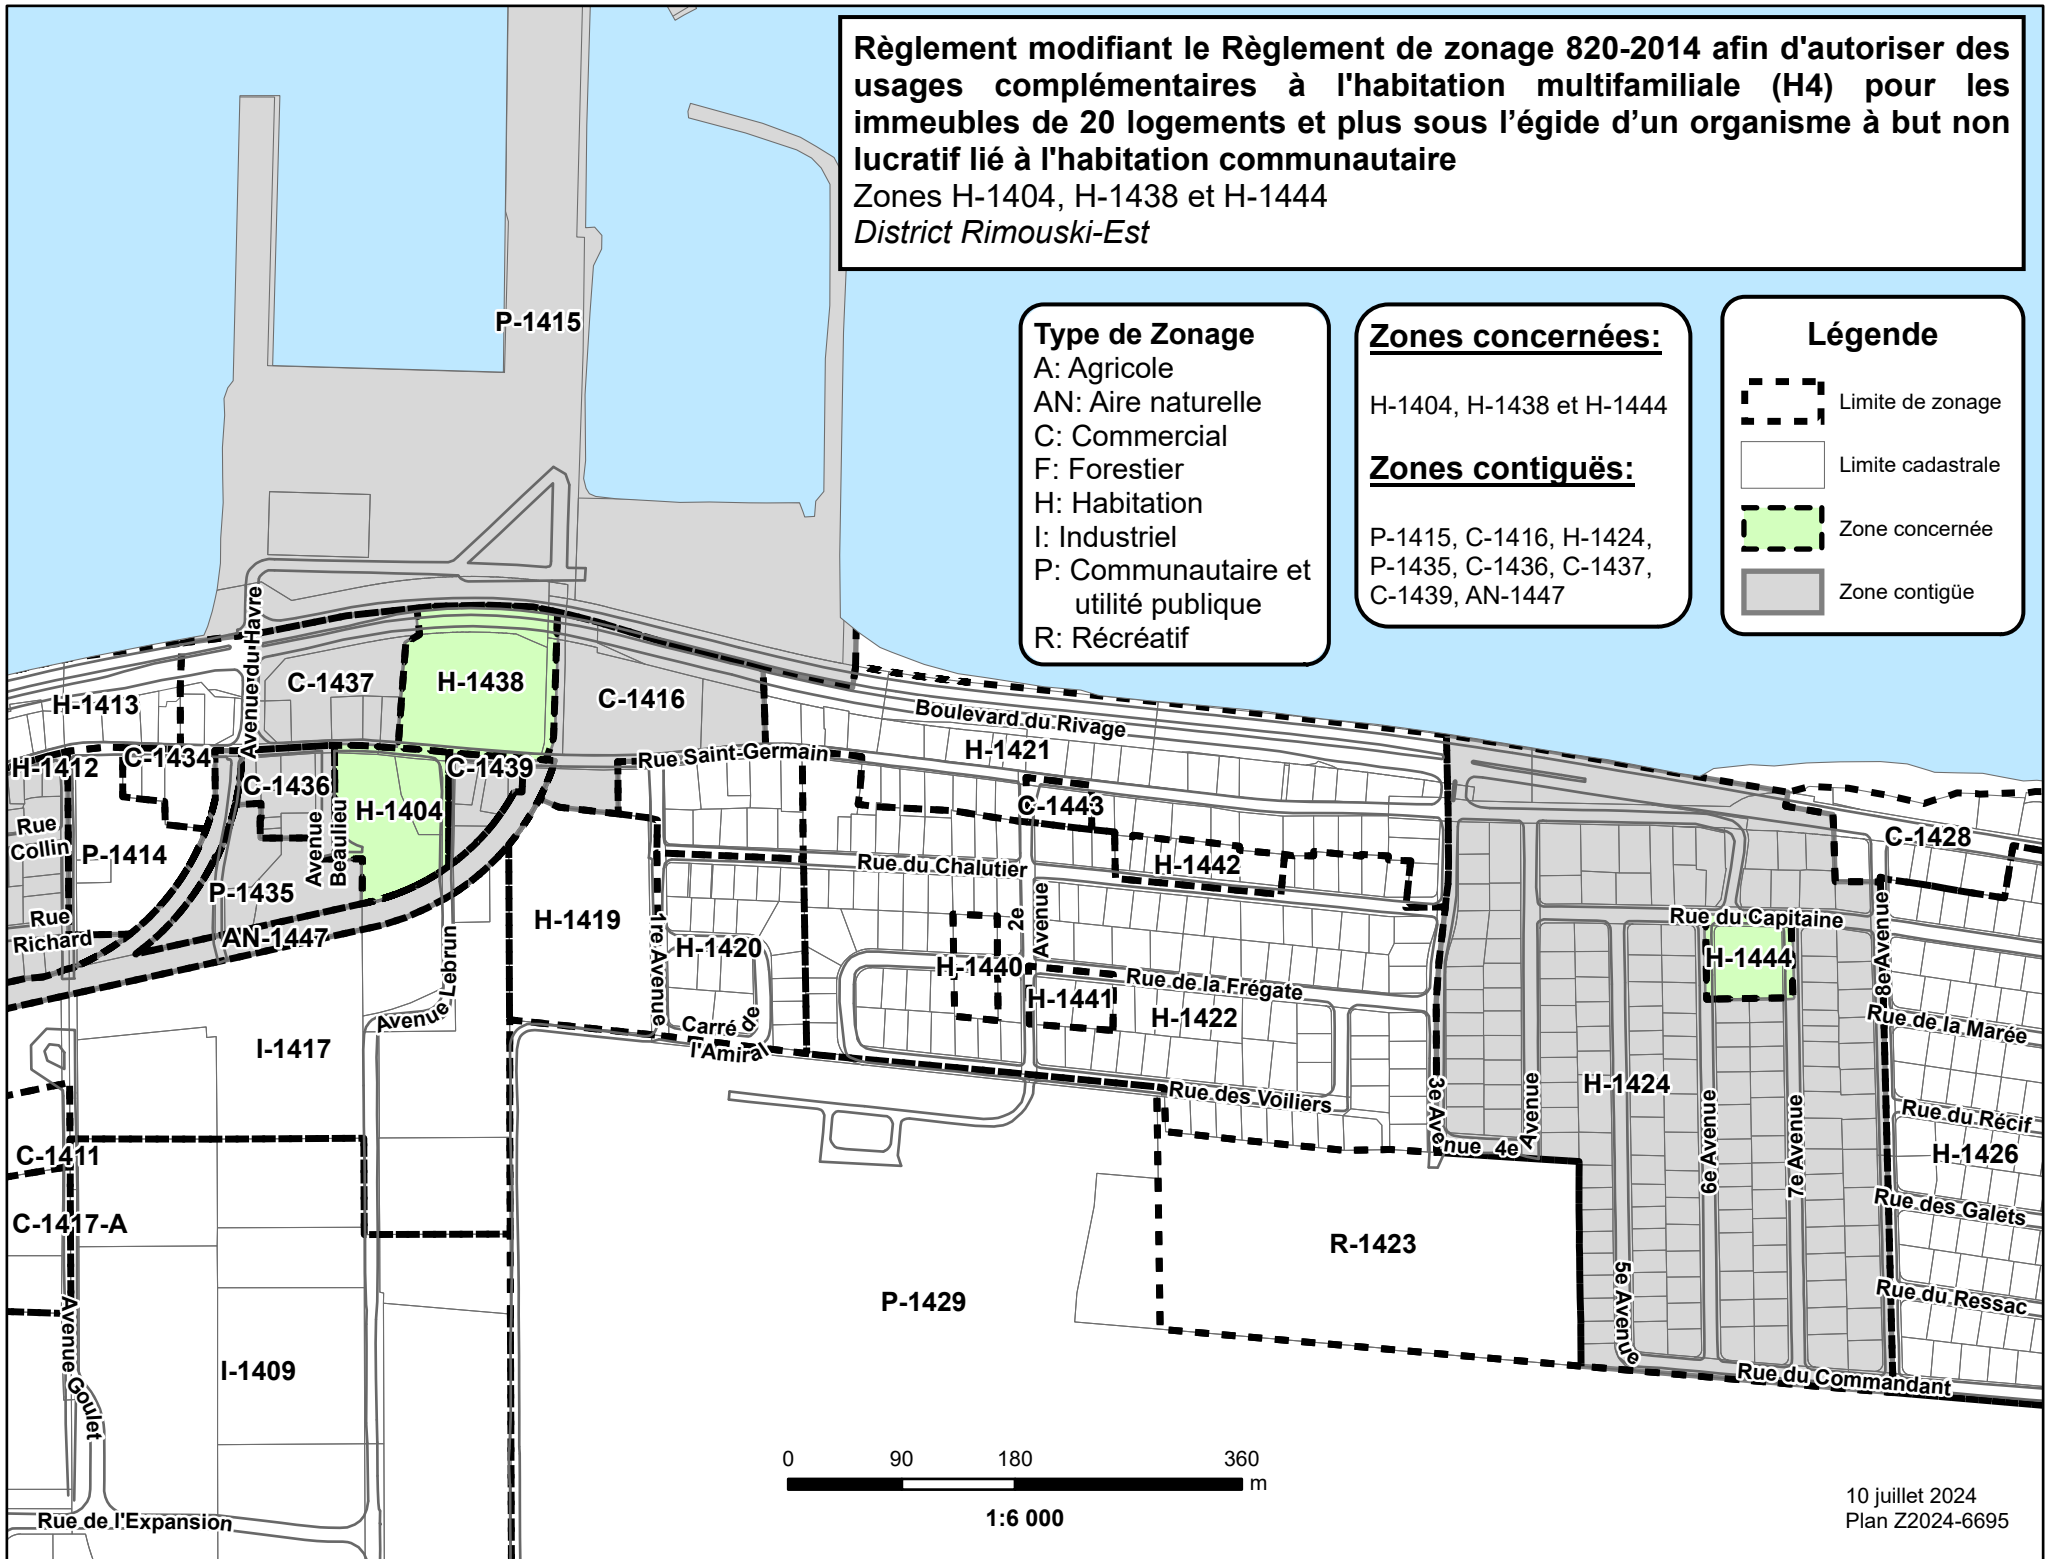 Règlement modifiant le Règlement de zonage 820-2014 afin d'autoriser des
usages complémentaires à l'habitation multifamiliale (H4) pour les
immeubles de 20 logements et plus sous l’égide d’un organisme à but non
lucratif lié à l'habitation communautaire
Zones H-1404, H-1438 et H-1444
District Rimouski-Est
Type de Zonage
A: Agricole
AN: Aire naturelle
C: Commercial
F: Forestier
H: Habitation
I: Industriel
P: Communautaire et
utilité publique
R: Récréatif
Zones concernées:
H-1404, H-1438 et H-1444
Zones contiguës:
P-1415, C-1416, H-1424,
P-1435, C-1436, C-1437,
C-1439, AN-1447
Légende
Limite de zonage
Limite cadastrale
Zone concernée
Zone contigüe
P-1415
Avenue du Havre
C-1437
H-1438
C-1416
H-1413
Boulevard du Rivage
H-1421
Rue Saint-Germain
H-1412
C-1434
C-1436
C-1439
H-1404
C-1443
Rue
Collin
P-1414
Avenue
Beaulieu
Rue du Chalutier
H-1442
C-1428
P-1435
Rue
Richard
AN-1447
H-1419
1re Avenue
H-1420
2e
Avenue
Rue du Capitaine
H-1444
8e Avenue
H-1440
H-1441
Rue de la Frégate
H-1422
Avenue Lebrun
Carré de
l'Amiral
Rue de la Marée
I-1417
Rue des Voiliers
3e Avenue
4e
Avenue
H-1424
6e Avenue
7e Avenue
Rue du Récif
H-1426
C-1411
C-1417-A
Rue des Galets
R-1423
5e Avenue
Rue du Ressac
P-1429
Avenue Goulet
I-1409
Rue du Commandant
Rue de l'Expansion
0 90 180 360
m
1:6 000
10 juillet 2024
Plan Z2024-6695